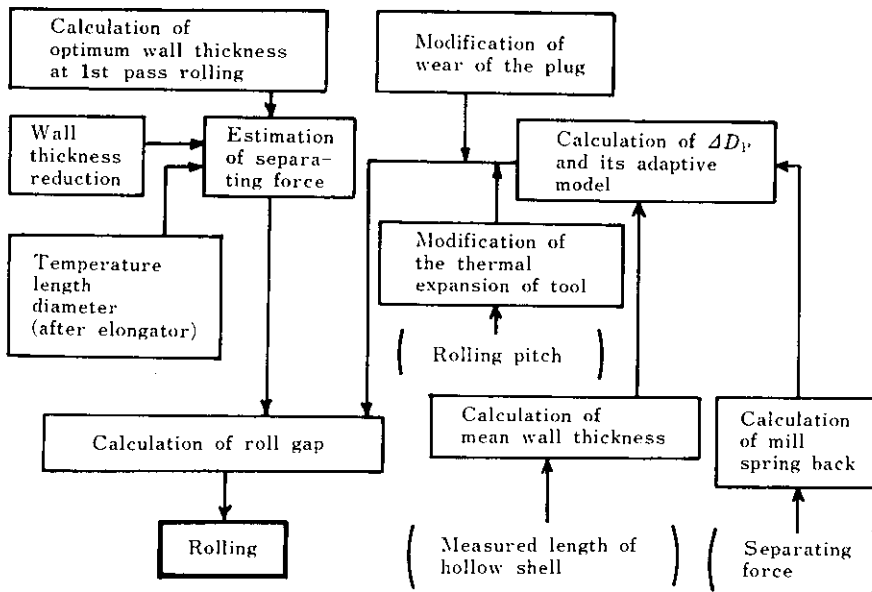 Calculation of
optimum wall thickness
at 1st pass rolling
Modification of
wear of the plug
Wall
thickness
reduction
Estimation
of separa-
ting force
Calculation of ΔDP
and its adaptive
model
Temperature
length
diameter
(after elongator)
Modification of
the thermal
expansion of tool
(Rolling pitch)
Calculation of roll gap
Calculation of
mean wall thickness
Calculation
of mill
spring back
Rolling
(Measured length of
hollow shell)
(Separating
force)